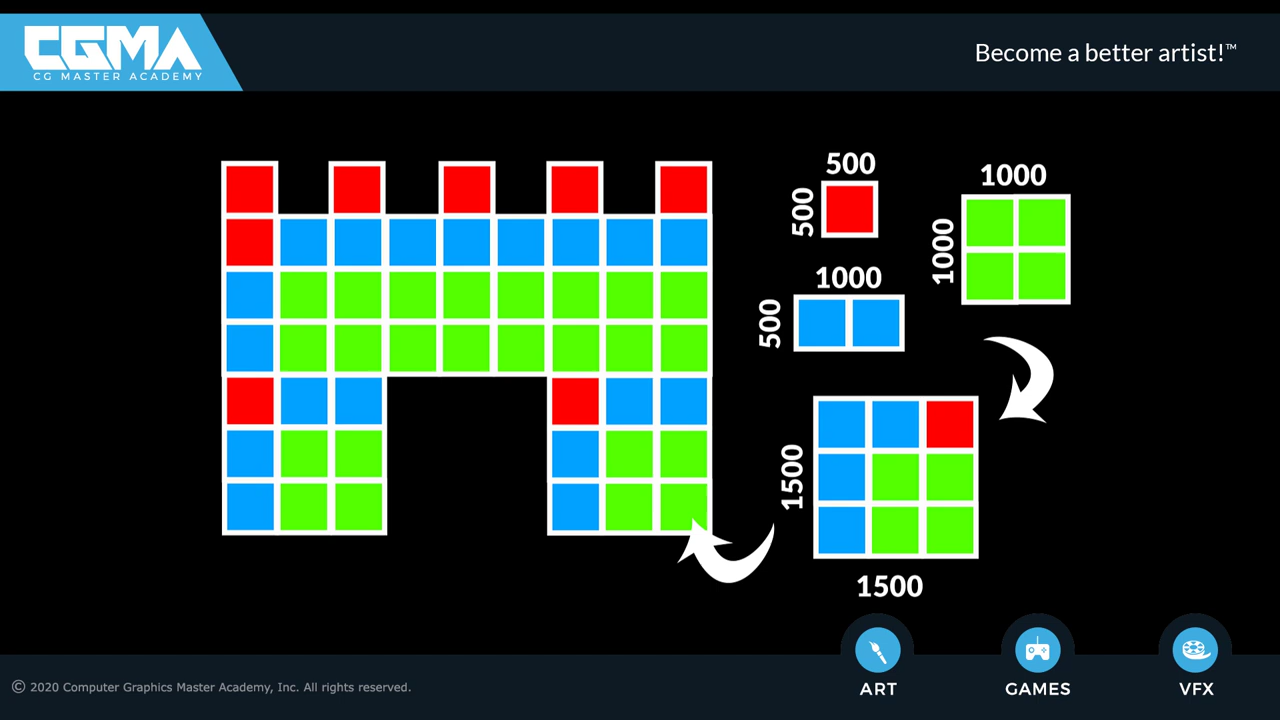 CGMA
CG MASTER ACADEMY
Become a better artist!™
500
500
1000
1000
1000
500
1500
1500
ART
GAMES
VFX
© 2020 Computer Graphics Master Academy, Inc. All rights reserved.